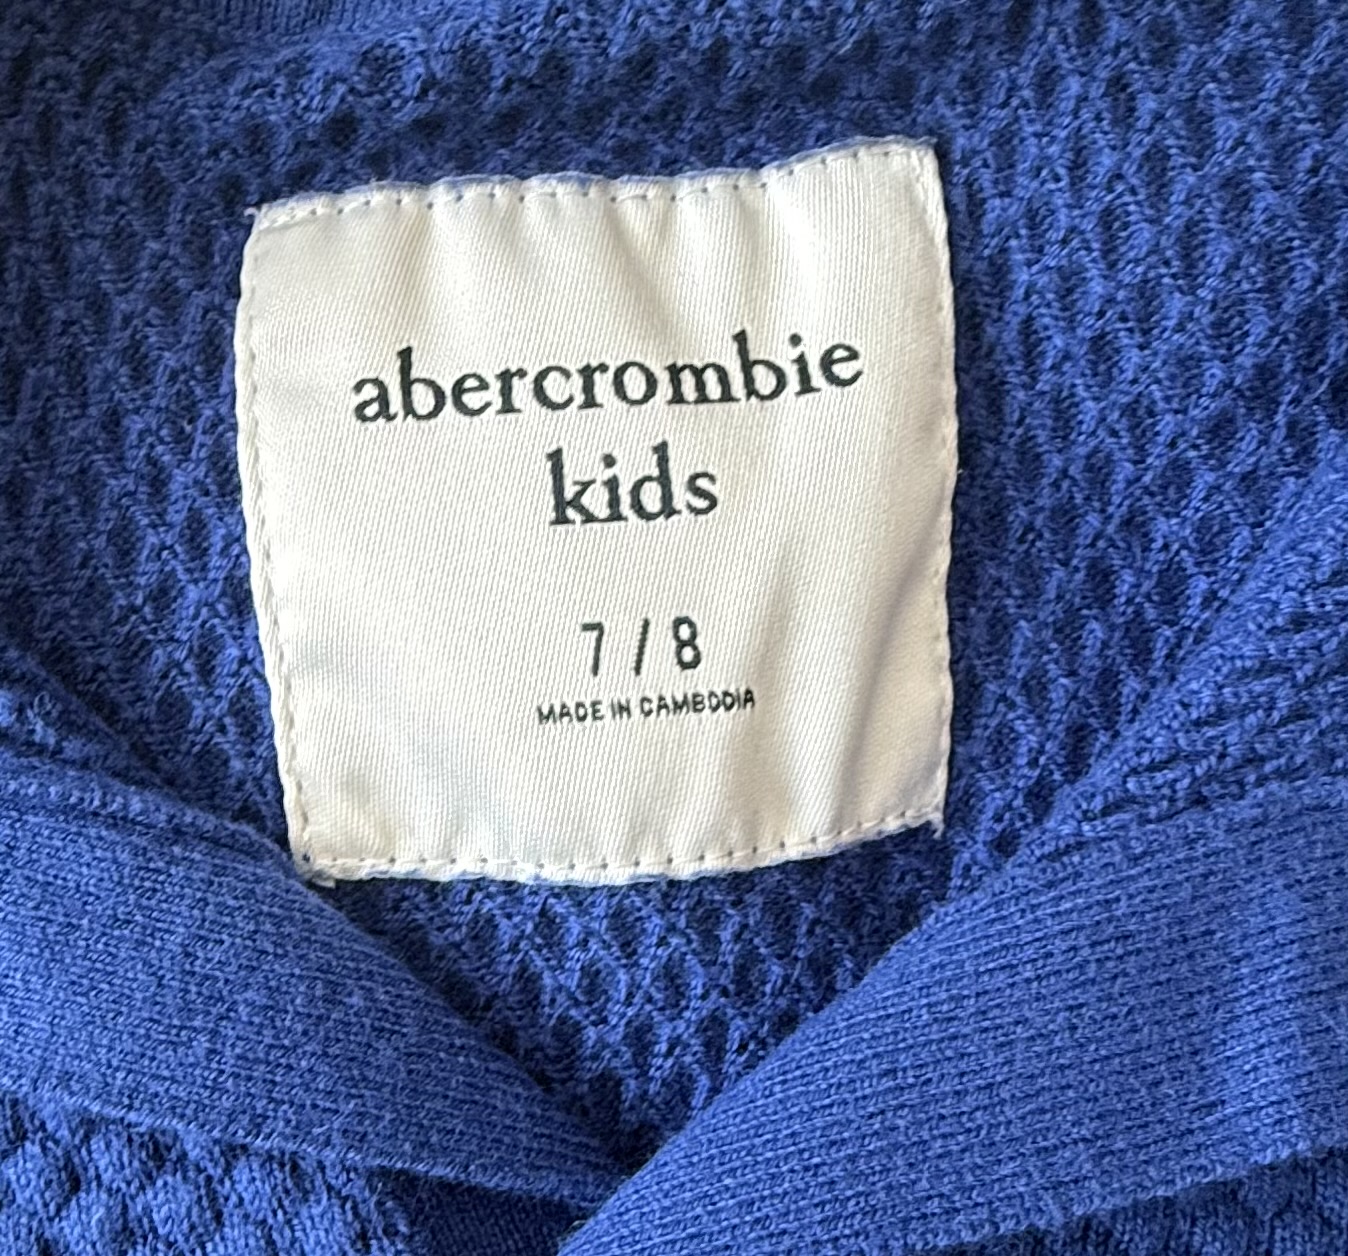 abercrombie
kids
7 / 8
MADE IN CAMBODIA